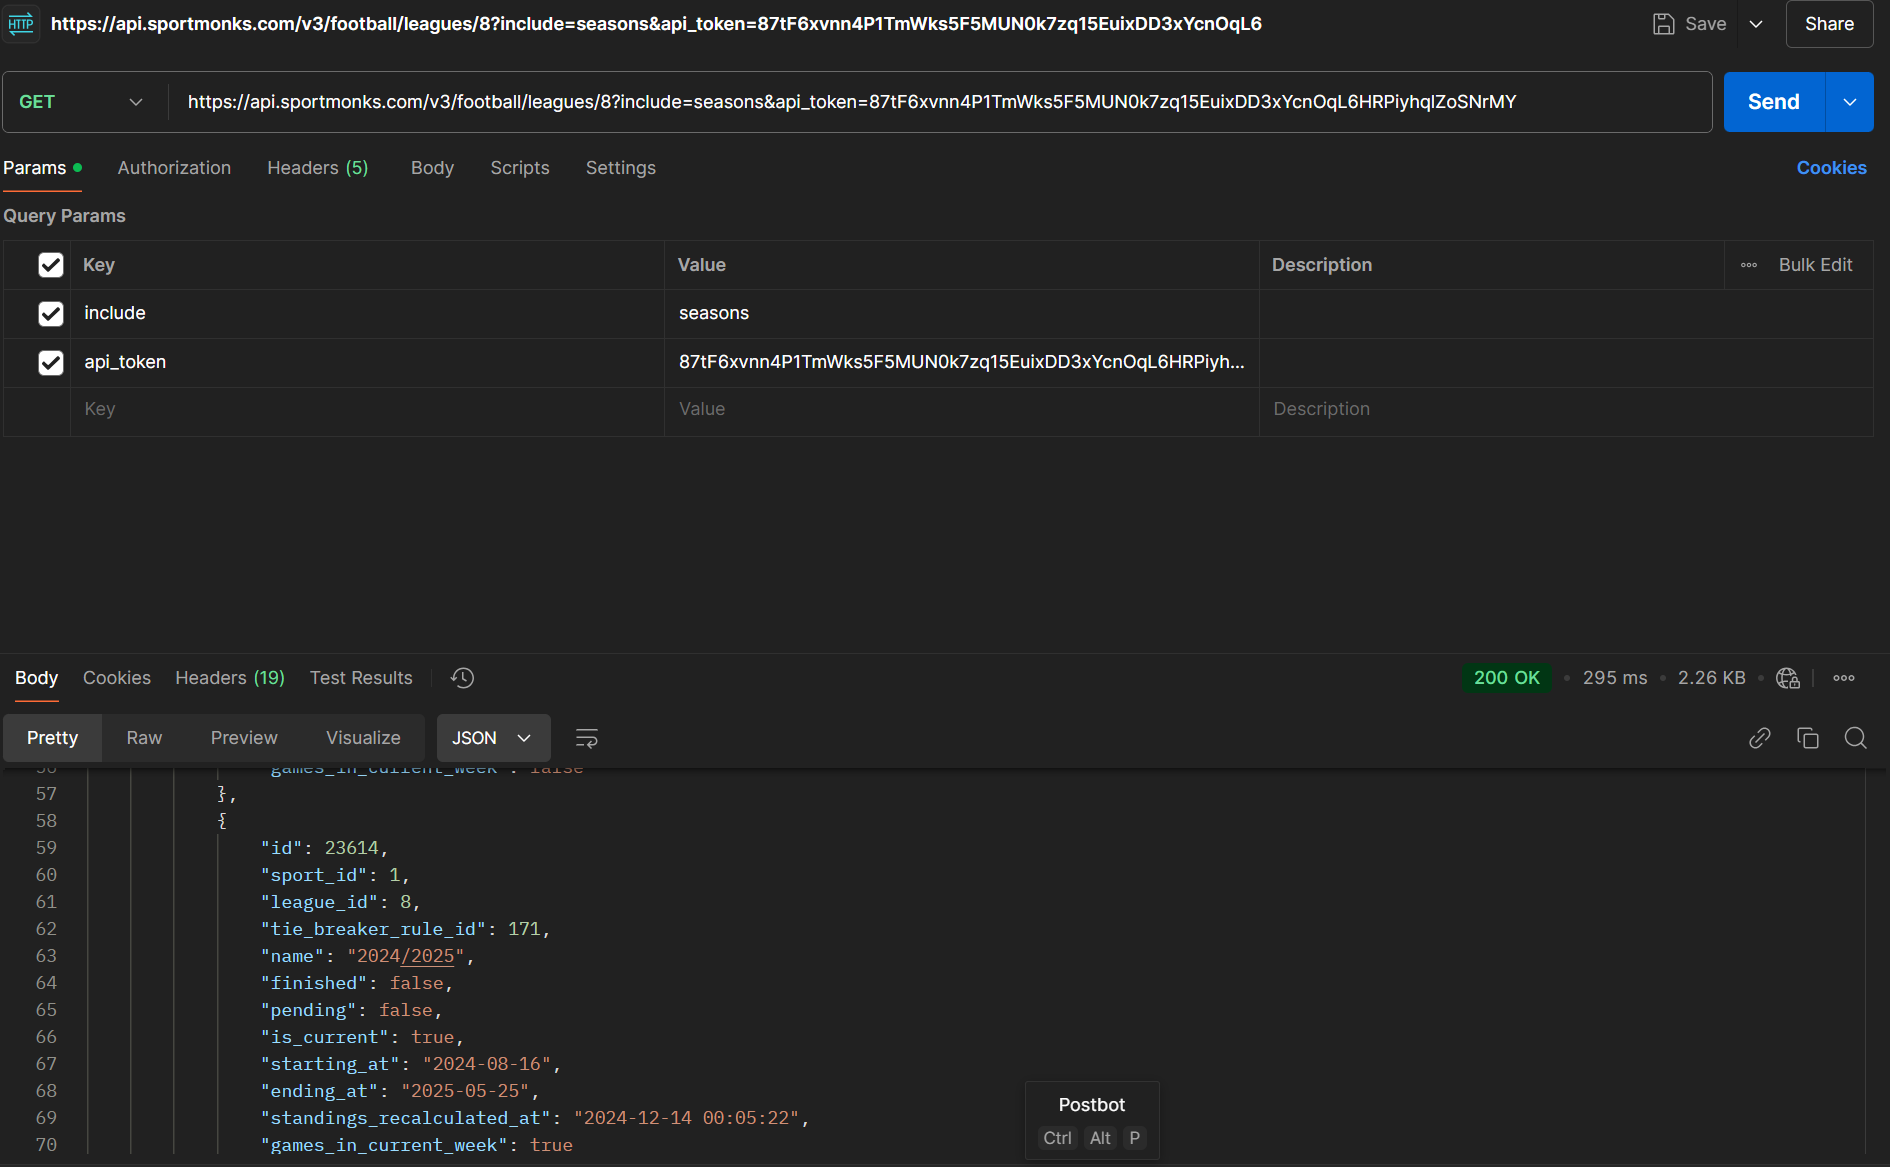 HTTP https://api.sportmonks.com/v3/football/leagues/8?include=seasons&api_token=87tF6xvnn4P1TmWks5F5MUN0k7zq15EuixDD3xYcnOqL6 Save Share
GET https://api.sportmonks.com/v3/football/leagues/8?include=seasons&api_token=87tF6xvnn4P1TmWks5F5MUN0k7zq15EuixDD3xYcnOqL6HRPiyhqlZoSNrMY Send
Params Authorization Headers (5) Body Scripts Settings Cookies
Query Params
Key Value Description Bulk Edit
include seasons
api_token 87tF6xvnn4P1TmWks5F5MUN0k7zq15EuixDD3xYcnOqL6HRPiyh...
Key Value Description
Body Cookies Headers (19) Test Results 200 OK 295 ms 2.26 KB
Pretty Raw Preview Visualize JSON
56 "games_in_current_week": false
57 },
58 {
59 "id": 23614,
60 "sport_id": 1,
61 "league_id": 8,
62 "tie_breaker_rule_id": 171,
63 "name": "2024/2025",
64 "finished": false,
65 "pending": false,
66 "is_current": true,
67 "starting_at": "2024-08-16",
68 "ending_at": "2025-05-25",
69 "standings_recalculated_at": "2024-12-14 00:05:22",
70 "games_in_current_week": true
Postbot
Ctrl Alt P